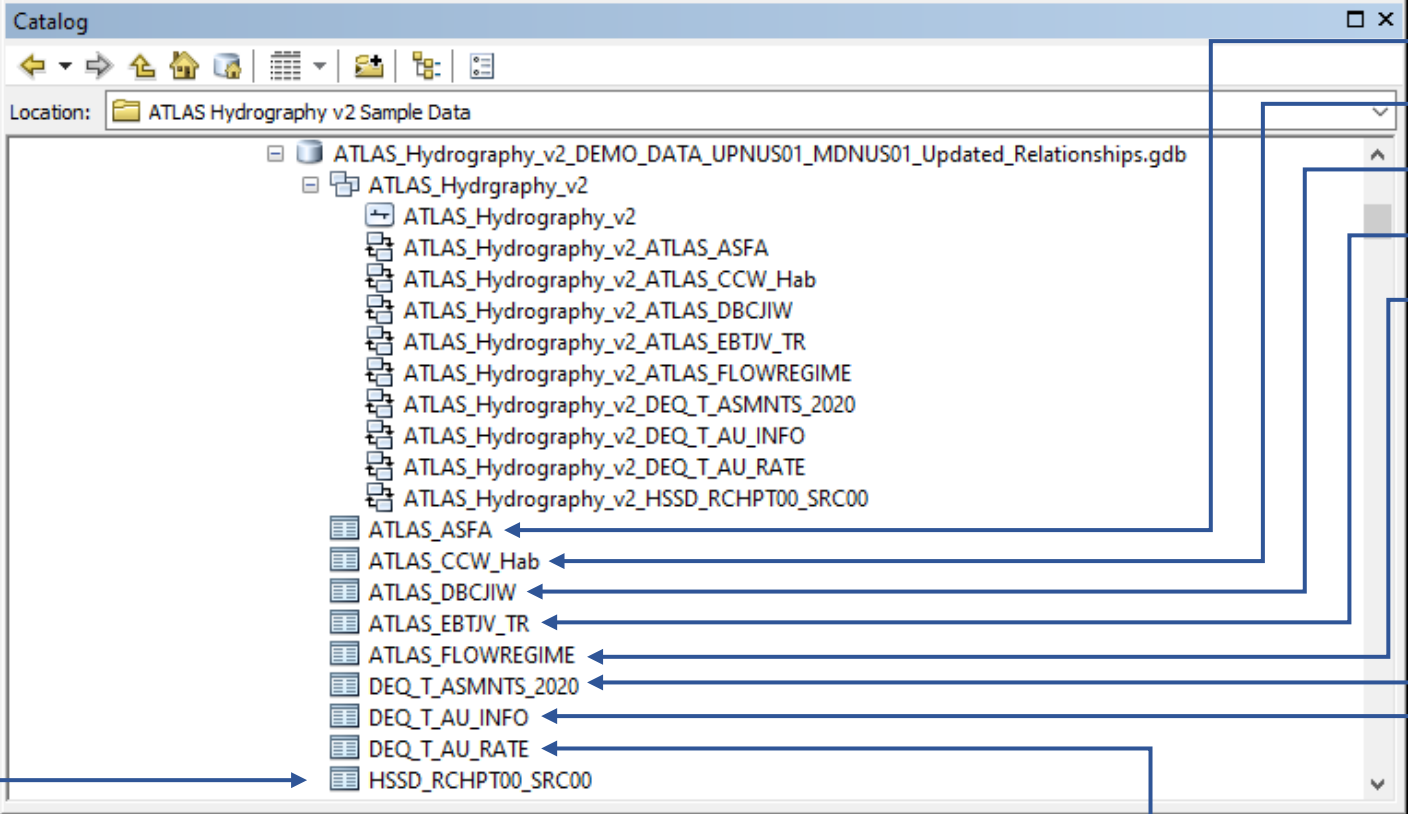 Catalog
Location: ATLAS Hydrography v2 Sample Data
ATLAS_Hydrography_v2_DEMO_DATA_UPNUS01_MDNUS01_Updated_Relationships.gdb
ATLAS_Hydrgraphy_v2
ATLAS_Hydrography_v2
ATLAS_Hydrography_v2_ATLAS_ASFA
ATLAS_Hydrography_v2_ATLAS_CCW_Hab
ATLAS_Hydrography_v2_ATLAS_DBCJIW
ATLAS_Hydrography_v2_ATLAS_EBTJV_TR
ATLAS_Hydrography_v2_ATLAS_FLOWREGIME
ATLAS_Hydrography_v2_DEQ_T_ASMNTS_2020
ATLAS_Hydrography_v2_DEQ_T_AU_INFO
ATLAS_Hydrography_v2_DEQ_T_AU_RATE
ATLAS_Hydrography_v2_HSSD_RCHPT00_SRC00
ATLAS_ASFA
ATLAS_CCW_Hab
ATLAS_DBCJIW
ATLAS_EBTJV_TR
ATLAS_FLOWREGIME
DEQ_T_ASMNTS_2020
DEQ_T_AU_INFO
DEQ_T_AU_RATE
HSSD_RCHPT00_SRC00